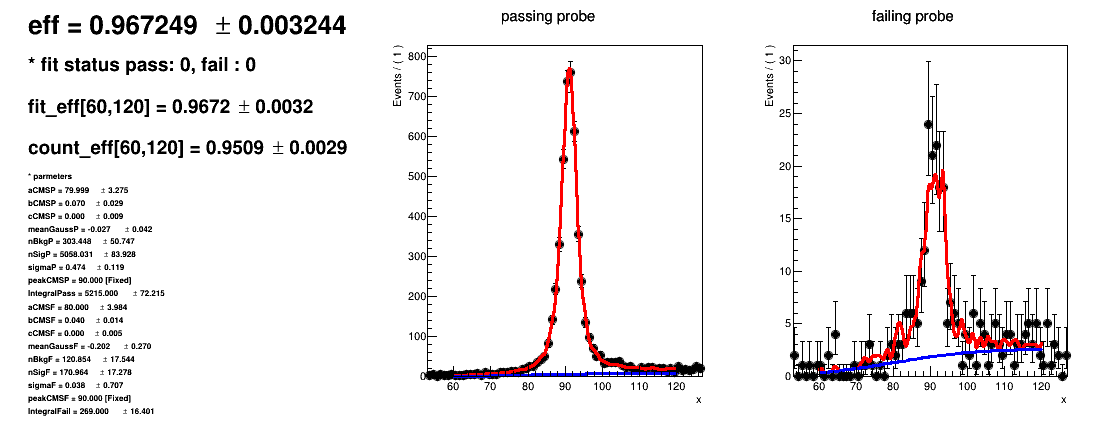 eff = 0.967249 ± 0.003244
* fit status pass: 0, fail : 0
fit_eff[60,120] = 0.9672 ± 0.0032
count_eff[60,120] = 0.9509 ± 0.0029
* parmeters
aCMSP = 79.999 ± 3.275
bCMSP = 0.070 ± 0.029
cCMSP = 0.000 ± 0.009
meanGaussP = -0.027 ± 0.042
nBkgP = 303.448 ± 50.747
nSigP = 5058.031 ± 83.928
sigmaP = 0.474 ± 0.119
peakCMSP = 90.000 [Fixed]
IntegralPass = 5215.000 ± 72.215
aCMSF = 80.000 ± 3.984
bCMSF = 0.040 ± 0.014
cCMSF = 0.000 ± 0.005
meanGaussF = -0.202 ± 0.270
nBkgF = 120.854 ± 17.544
nSigF = 170.964 ± 17.278
sigmaF = 0.038 ± 0.707
peakCMSF = 90.000 [Fixed]
IntegralFail = 269.000 ± 16.401
passing probe
Events / ( 1 )
800
700
600
500
400
300
200
100
0
60 70 80 90 100 110 120
x
failing probe
Events / ( 1 )
30
25
20
15
10
5
0
60 70 80 90 100 110 120
x